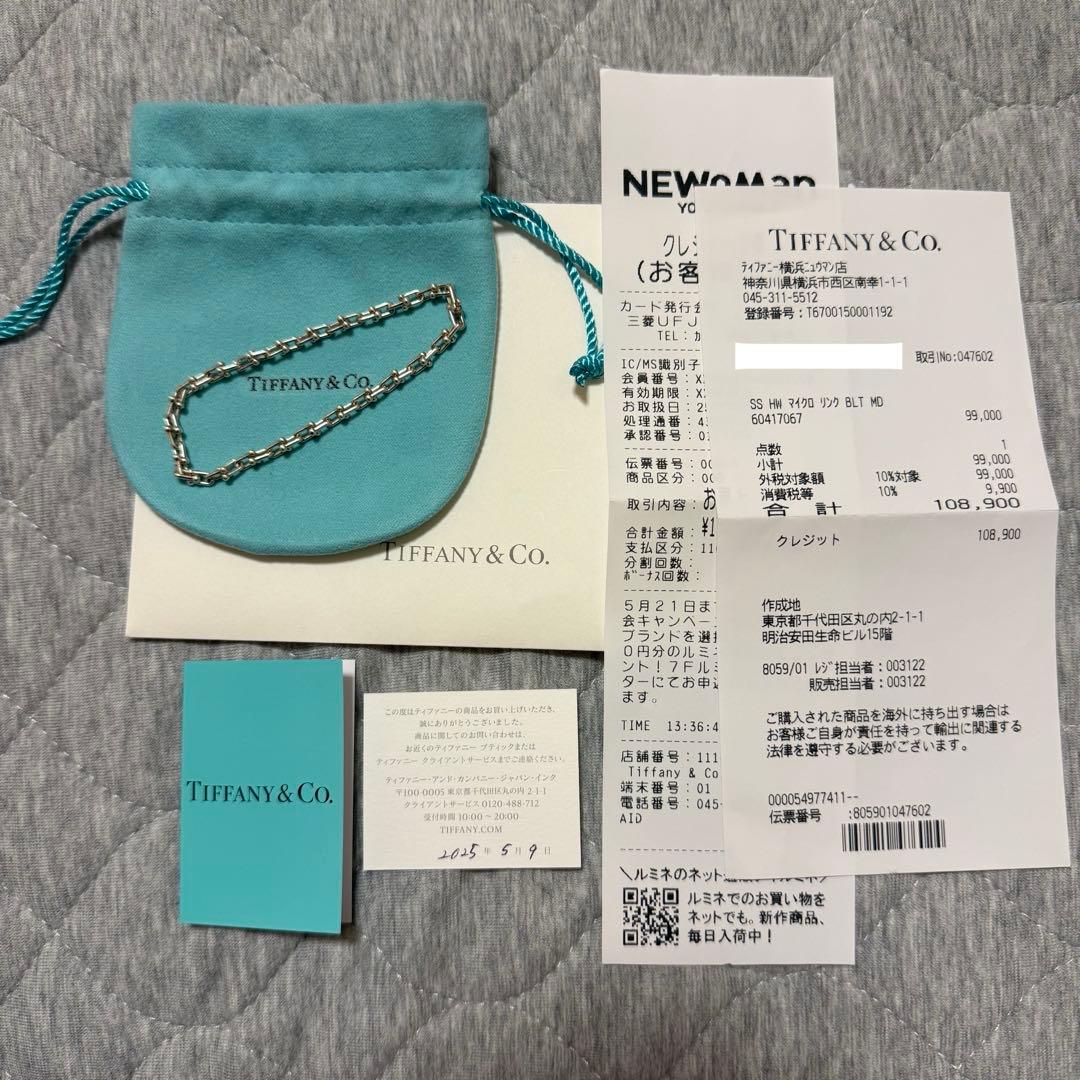 TIFFANY & CO.
TIFFANY & CO.
TIFFANY & CO.
この度はティファニーの商品をお買い上げいただき、
誠にありがとうございました。
商品に関してのお問い合わせは、
お近くのティファニー ブティックまたは
ティファニー クライアントサービスまでご連絡ください。
ティファニー・アンド・カンパニー・ジャパン・インク
〒100-0005 東京都千代田区丸の内 2-1-1
クライアントサービス 0120-488-712
受付時間 10:00 ～ 20:00
TIFFANY.COM
2025 年 5 月 9 日
NEWoMan
YO
クレ
(お客
カード発行会
三菱UFJ
TEL:
IC/MS識別子
会員番号:X
有効期限:X
お取扱日:2
処理通番:4
承認番号:0
伝票番号:00
商品区分:00
取引内容:お
合計金額:¥1
支払区分:11
分割回数:
ﾎﾞｰﾅｽ回数:
5月21日ま
会キャンペー
ブランドを選
0円分のルミ
ント!7Fルミ
ターにてお申
ます。
TIME 13:36:4
店舗番号:111
Tiffany & Co
端末番号:01
電話番号:045-
AID
＼ルミネのネット
ルミネでのお買い物を
ネットでも。新作商品、
毎日入荷中!
TIFFANY & CO.
ﾃｨﾌｧﾆｰ横浜ﾆｭｳﾏﾝ店
神奈川県横浜市西区南幸1-1-1
045-311-5512
登録番号:T6700150001192
取引No:047602
SS HW マイクロ リンク BLT MD
60417067 99,000
点数 1
小計 99,000
外税対象額 10%対象 99,000
消費税等 10% 9,900
合 計 108,900
クレジット 108,900
作成地
東京都千代田区丸の内2-1-1
明治安田生命ビル15階
8059/01 ﾚｼﾞ担当者:003122
販売担当者:003122
ご購入された商品を海外に持ち出す場合は
お客様ご自身が責任を持って輸出に関連する
法律を遵守する必要がございます。
000054977411--
伝票番号 :805901047602